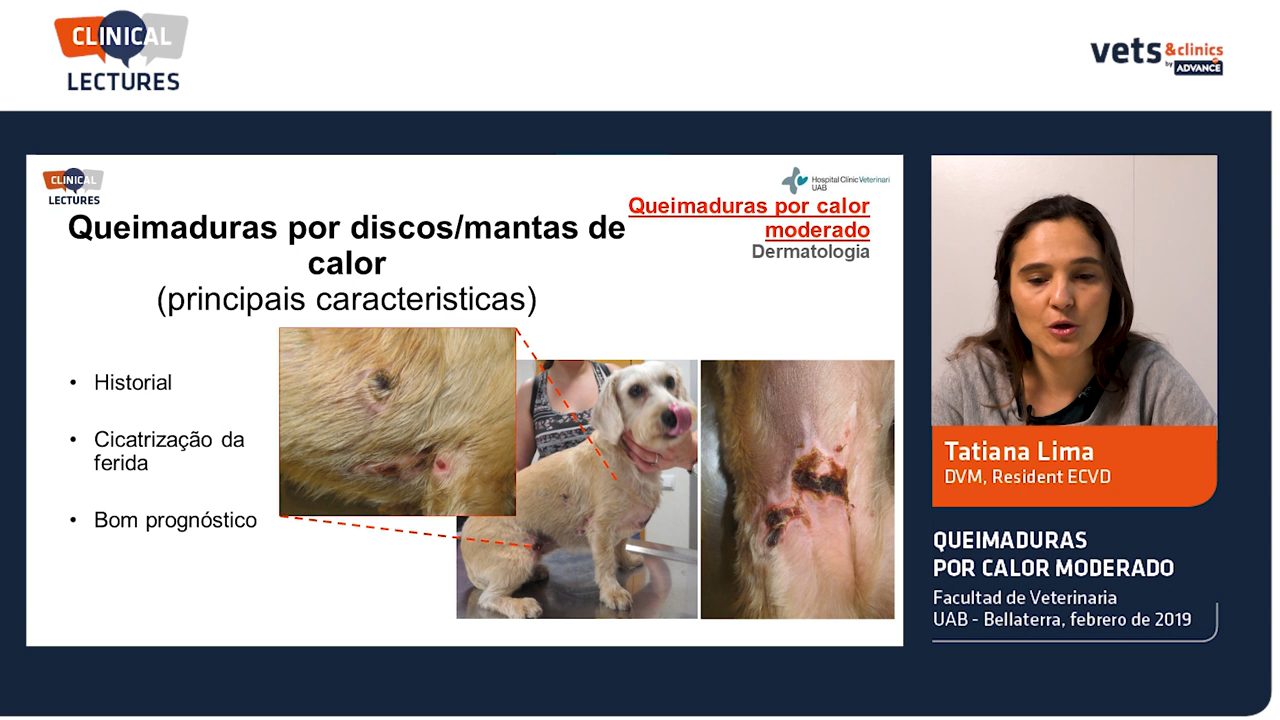 CLINICAL
LECTURES
vets &clinics
by ADVANCE
CLINICAL
LECTURES
Hospital Clínic Veterinari
UAB
Queimaduras por calor
moderado
Dermatologia
Queimaduras por discos/mantas de
calor
(principais caracteristicas)
• Historial
• Cicatrização da
ferida
• Bom prognóstico
Tatiana Lima
DVM, Resident ECVD
QUEIMADURAS
POR CALOR MODERADO
Facultad de Veterinaria
UAB - Bellaterra, febrero de 2019